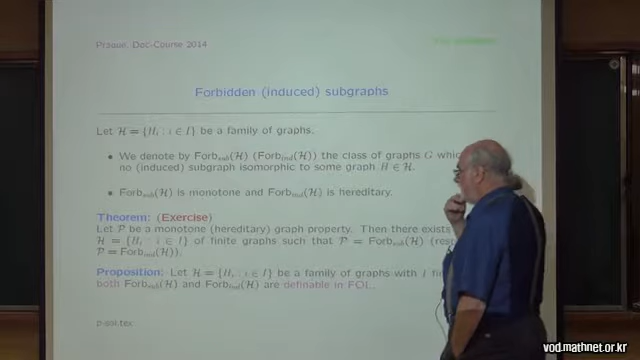 Prague, Doc-Course 2014
Forbidden (induced) subgraphs
Let ℋ = {H_i : i ∈ I} be a family of graphs.
• We denote by Forb_sub(ℋ) (Forb_ind(ℋ)) the class of graphs G
no (induced) subgraph isomorphic to some graph H ∈ ℋ.
• Forb_sub(ℋ) is monotone and Forb_ind(ℋ) is hereditary.
Theorem: (Exercise)
Let 𝒫 be a monotone (hereditary) graph property. Then there exists
ℋ = {H_i : i ∈ I} of finite graphs such that 𝒫 = Forb_sub(ℋ)
𝒫 = Forb_ind(ℋ)).
Proposition: Let ℋ = {H_i : i ∈ I} be a family of graphs with I
both Forb_sub(ℋ) and Forb_ind(ℋ) are definable in FOL.
p-sol.tex
vod.mathnet.or.kr